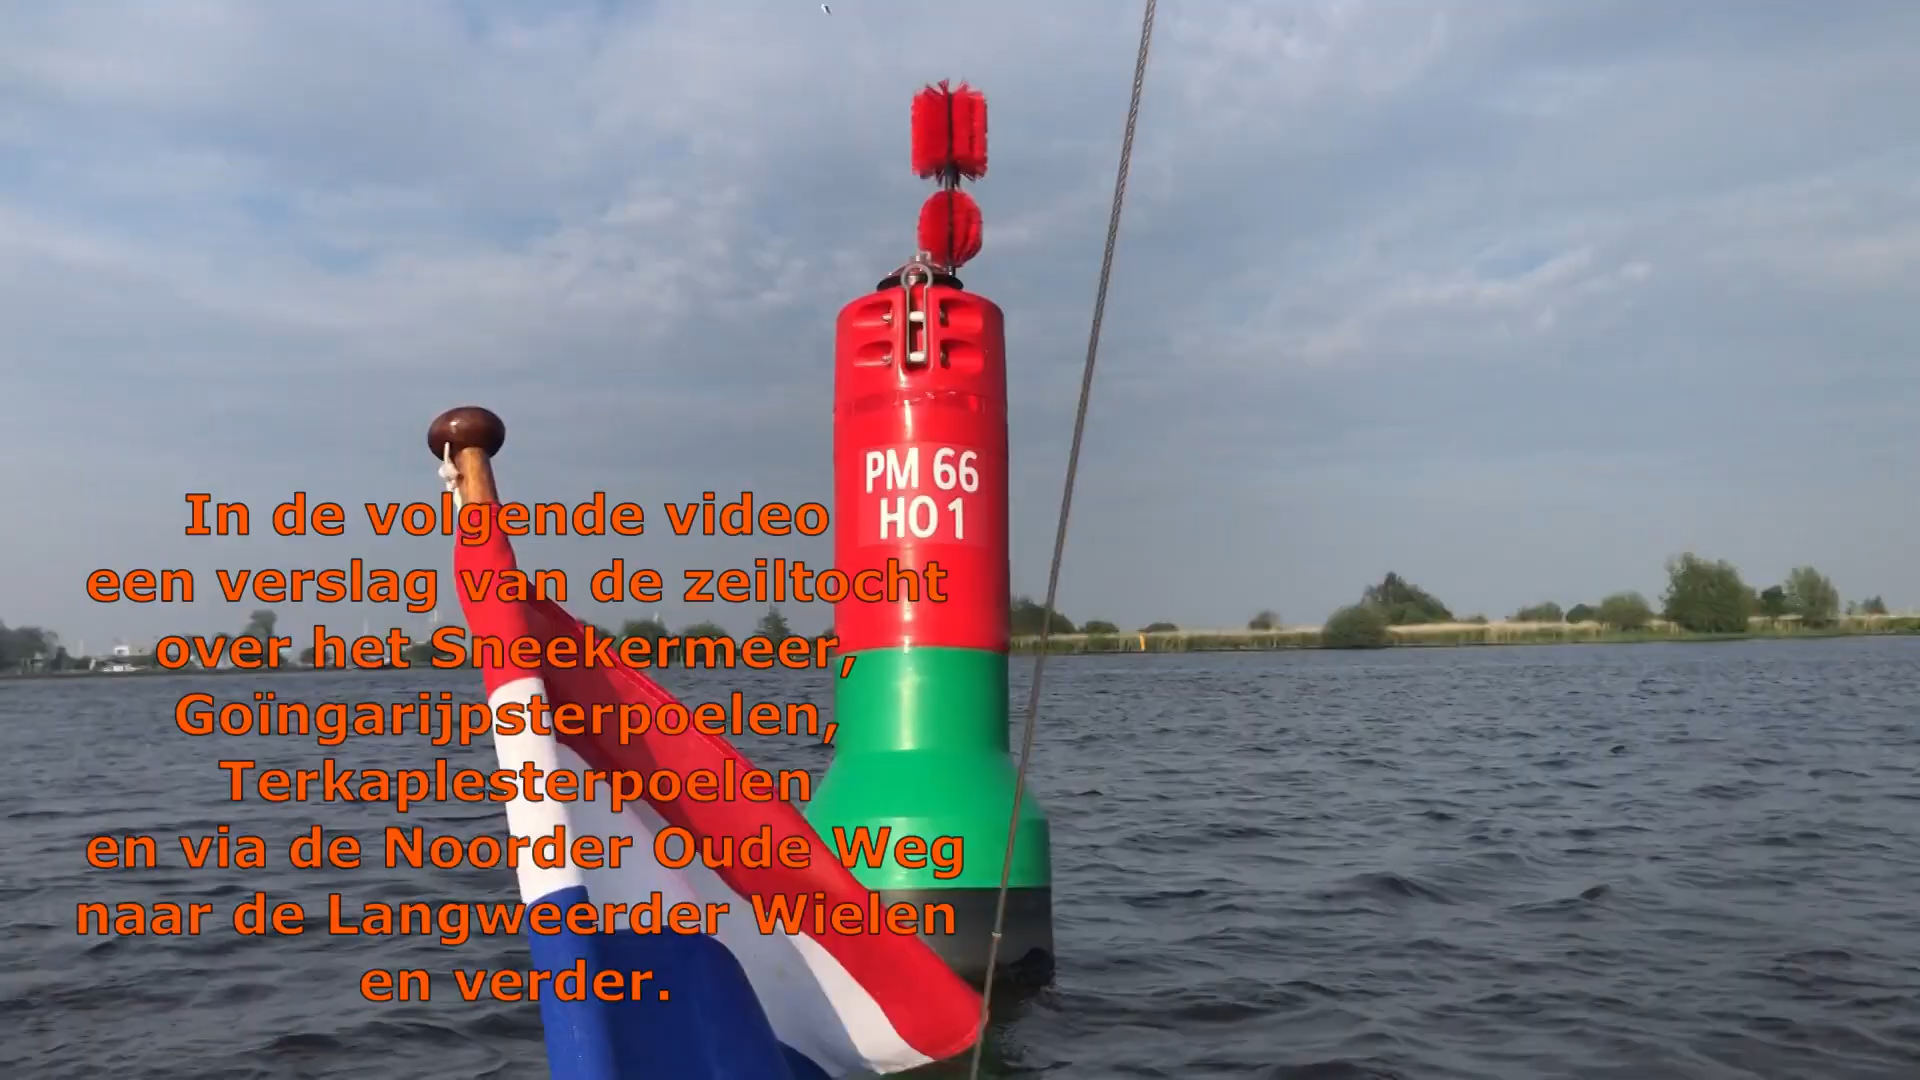 PM 66
HO 1
In de volgende video
een verslag van de zeiltocht
over het Sneekermeer,
Goïngarijpsterpoelen,
Terkaplesterpoelen
en via de Noorder Oude Weg
naar de Langweerder Wielen
en verder.